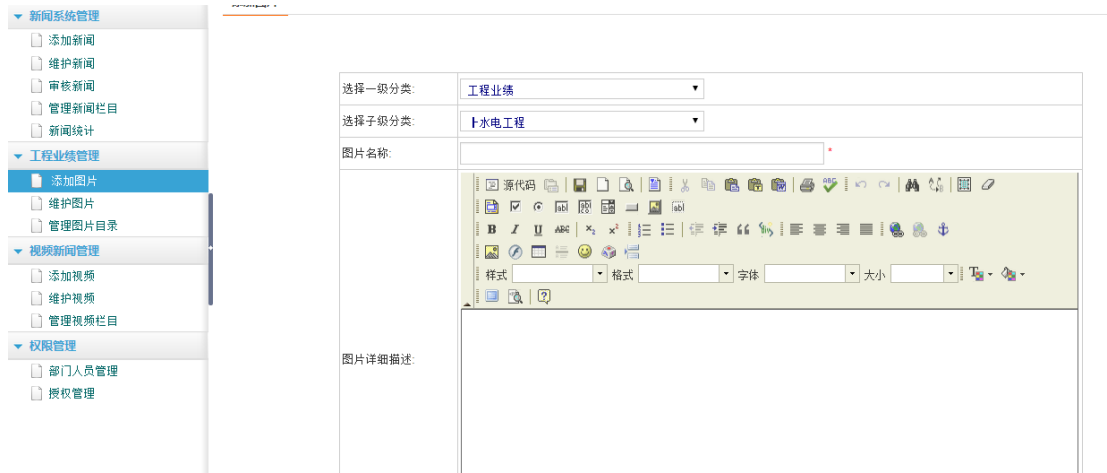 新闻系统管理
添加新闻
维护新闻
审核新闻
管理新闻栏目
新闻统计
工程业绩管理
添加图片
维护图片
管理图片目录
视频新闻管理
添加视频
维护视频
管理视频栏目
权限管理
部门人员管理
授权管理
选择一级分类:
工程业绩
选择子级分类:
├水电工程
图片名称:
*
图片详细描述:
源代码
B I U ABC x₂ x²
样式 格式 字体 大小